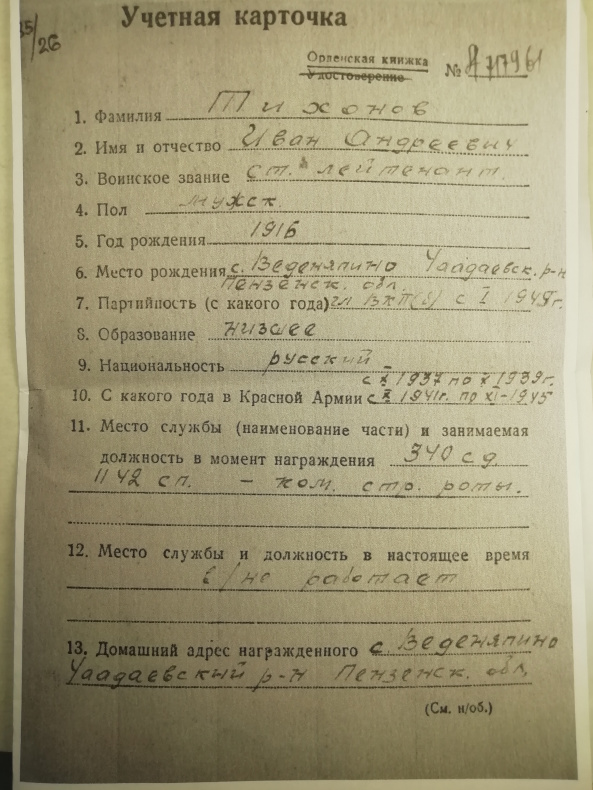 35/26
Учетная карточка
Орденская книжка
Удостоверение
№
1. Фамилия Тихонов
2. Имя и отчество Иван Андреевич
3. Воинское звание ст. лейтенант.
4. Пол мужск.
5. Год рождения 1916
6. Место рождения с. Веденяпино Чаадаевск. р-н
Пензенск. обл.
7. Партийность (с какого года) чл ВКП(б) с I 1945г.
8. Образование низшее
9. Национальность русский
с X 1937 по X 1939г.
10. С какого года в Красной Армии с 1941г. по XI-1945
11. Место службы (наименование части) и занимаемая
должность в момент награждения 340 сд.
1142 сп. – ком. стр. роты.
12. Место службы и должность в настоящее время
не работает
13. Домашний адрес награжденного с. Веденяпино
Чаадаевский р-н Пензенск. обл.
(См. н/об.)